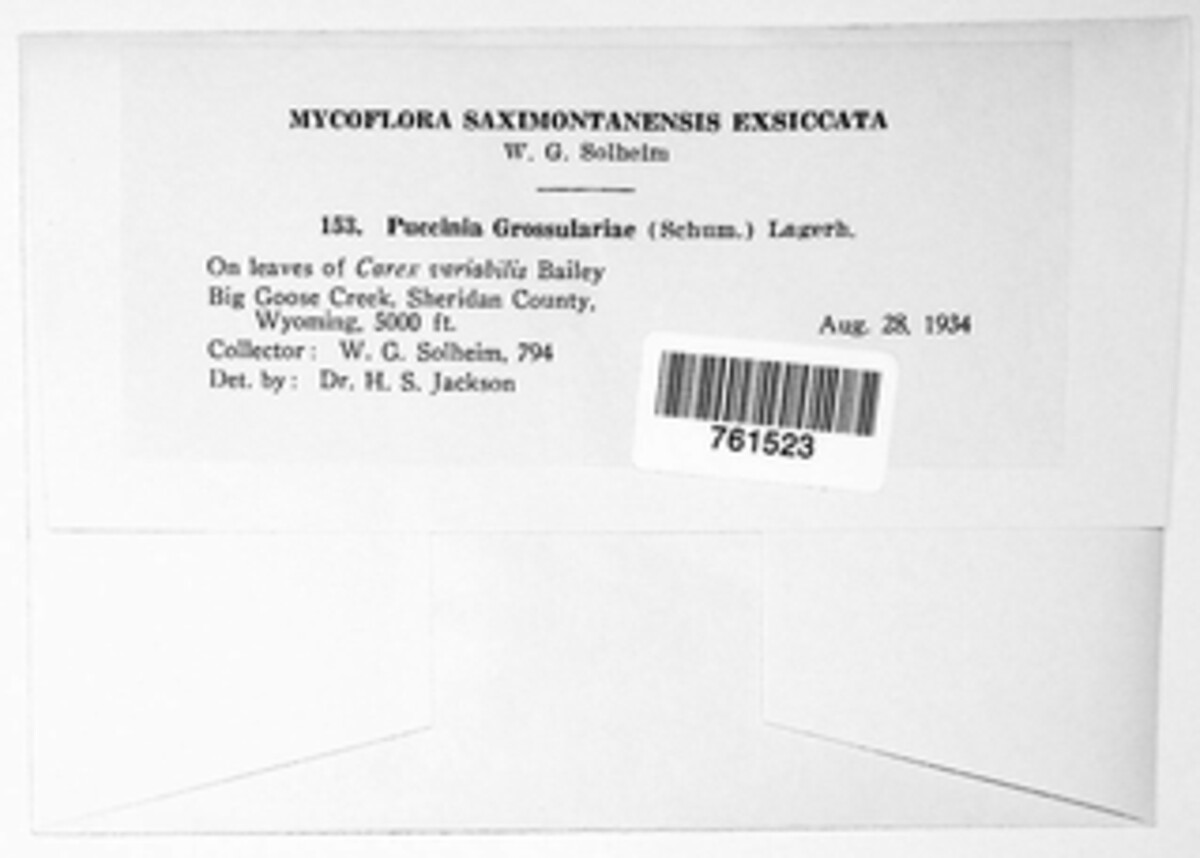 MYCOFLORA SAXIMONTANENSIS EXSICCATA
W. G. Solheim
153. Puccinia Grossulariae (Schum.) Lagerh.
On leaves of Carex variabilis Bailey
Big Goose Creek, Sheridan County,
Wyoming, 5000 ft. Aug. 28, 1934
Collector: W. G. Solheim, 794
Det. by: Dr. H. S. Jackson
761523